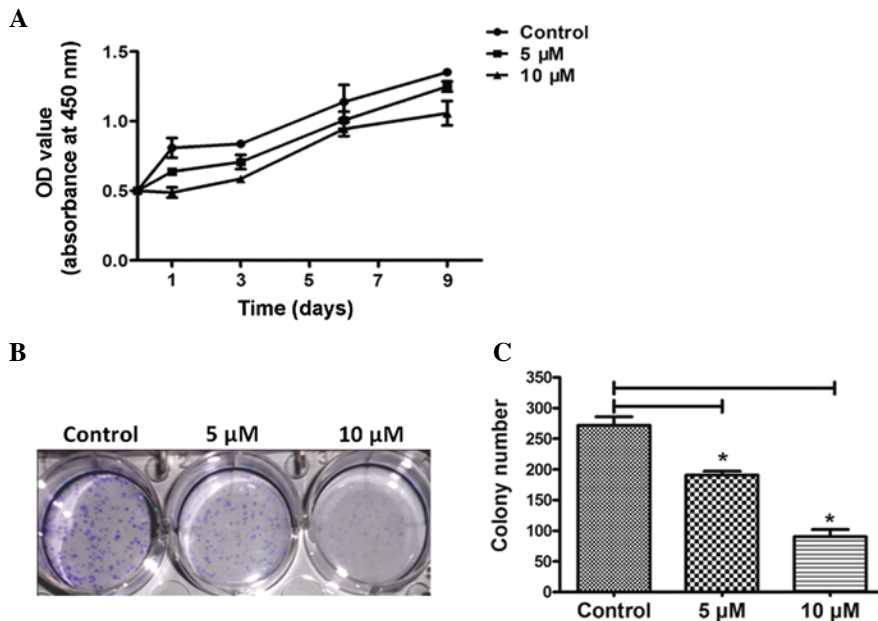 A
Control
5 µM
10 µM
OD value
(absorbance at 450 nm)
1.5
1.0
0.5
0.0
1 3 5 7 9
Time (days)
B
Control 5 µM 10 µM
C
Colony number
350
300
250
200
150
100
50
0
* *
Control 5 µM 10 µM